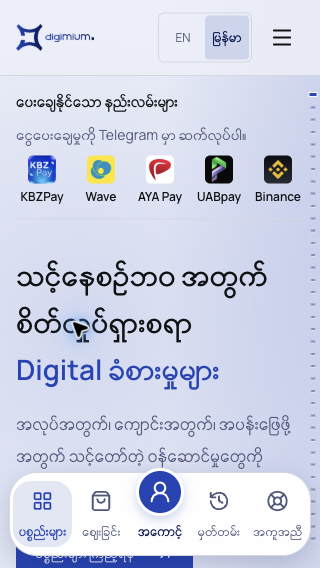 digimium.
EN
မြန်မာ
ပေးချေနိုင်သော နည်းလမ်းများ
ငွေပေးချေမှုကို Telegram မှာ ဆက်လုပ်ပါ။
KBZ Pay
KBZPay
Wave
AYA Pay
UABpay
Binance
သင့်နေ့စဉ်ဘဝ အတွက်
စိတ်လှုပ်ရှားစရာ
Digital ခံစားမှုများ
အလုပ်အတွက်၊ ကျောင်းအတွက်၊ အပန်းဖြေဖို့
အတွက် သင့်တော်တဲ့ ဝန်ဆောင်မှုတွေကို
ပစ္စည်းများ
ဈေးခြင်း
အကောင့်
မှတ်တမ်း
အကူအညီ